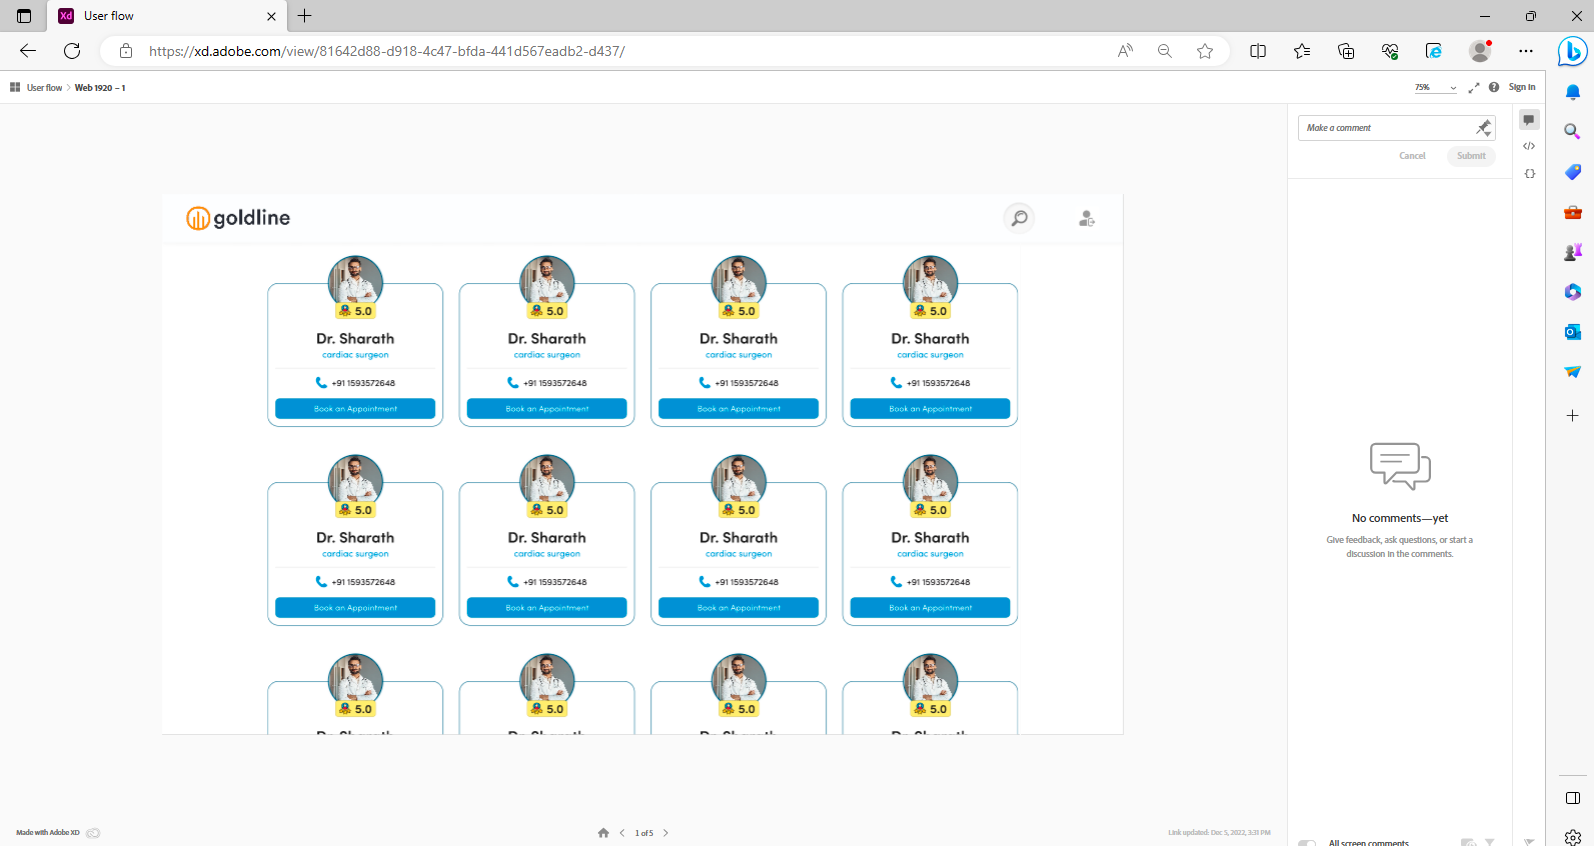 User flow
https://xd.adobe.com/view/81642d88-d918-4c47-bfda-441d567eadb2-d437/
User flow > Web 1920 – 1
75%
Sign in
Make a comment
Cancel
Submit
goldline
5.0 5.0 5.0 5.0
Dr. Sharath Dr. Sharath Dr. Sharath Dr. Sharath
cardiac surgeon cardiac surgeon cardiac surgeon cardiac surgeon
+91 1593572648 +91 1593572648 +91 1593572648 +91 1593572648
Book an Appointment Book an Appointment Book an Appointment Book an Appointment
5.0 5.0 5.0 5.0
Dr. Sharath Dr. Sharath Dr. Sharath Dr. Sharath
cardiac surgeon cardiac surgeon cardiac surgeon cardiac surgeon
+91 1593572648 +91 1593572648 +91 1593572648 +91 1593572648
Book an Appointment Book an Appointment Book an Appointment Book an Appointment
5.0 5.0 5.0 5.0
Dr. Sharath Dr. Sharath Dr. Sharath Dr. Sharath
No comments—yet
Give feedback, ask questions, or start a
discussion in the comments.
Made with Adobe XD
1 of 5
Link updated: Dec 5, 2022, 3:31 PM
All screen comments